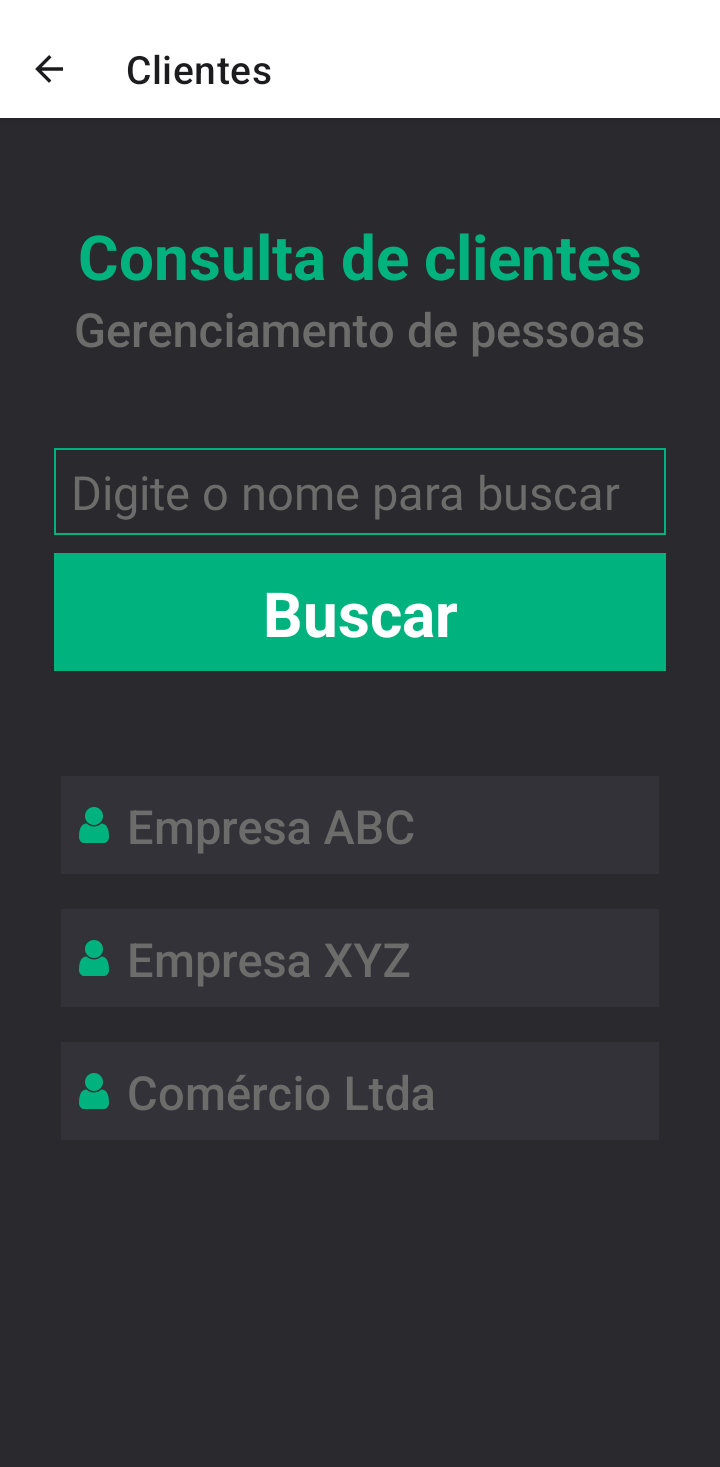 Clientes
Consulta de clientes
Gerenciamento de pessoas
Digite o nome para buscar
Buscar
Empresa ABC
Empresa XYZ
Comércio Ltda